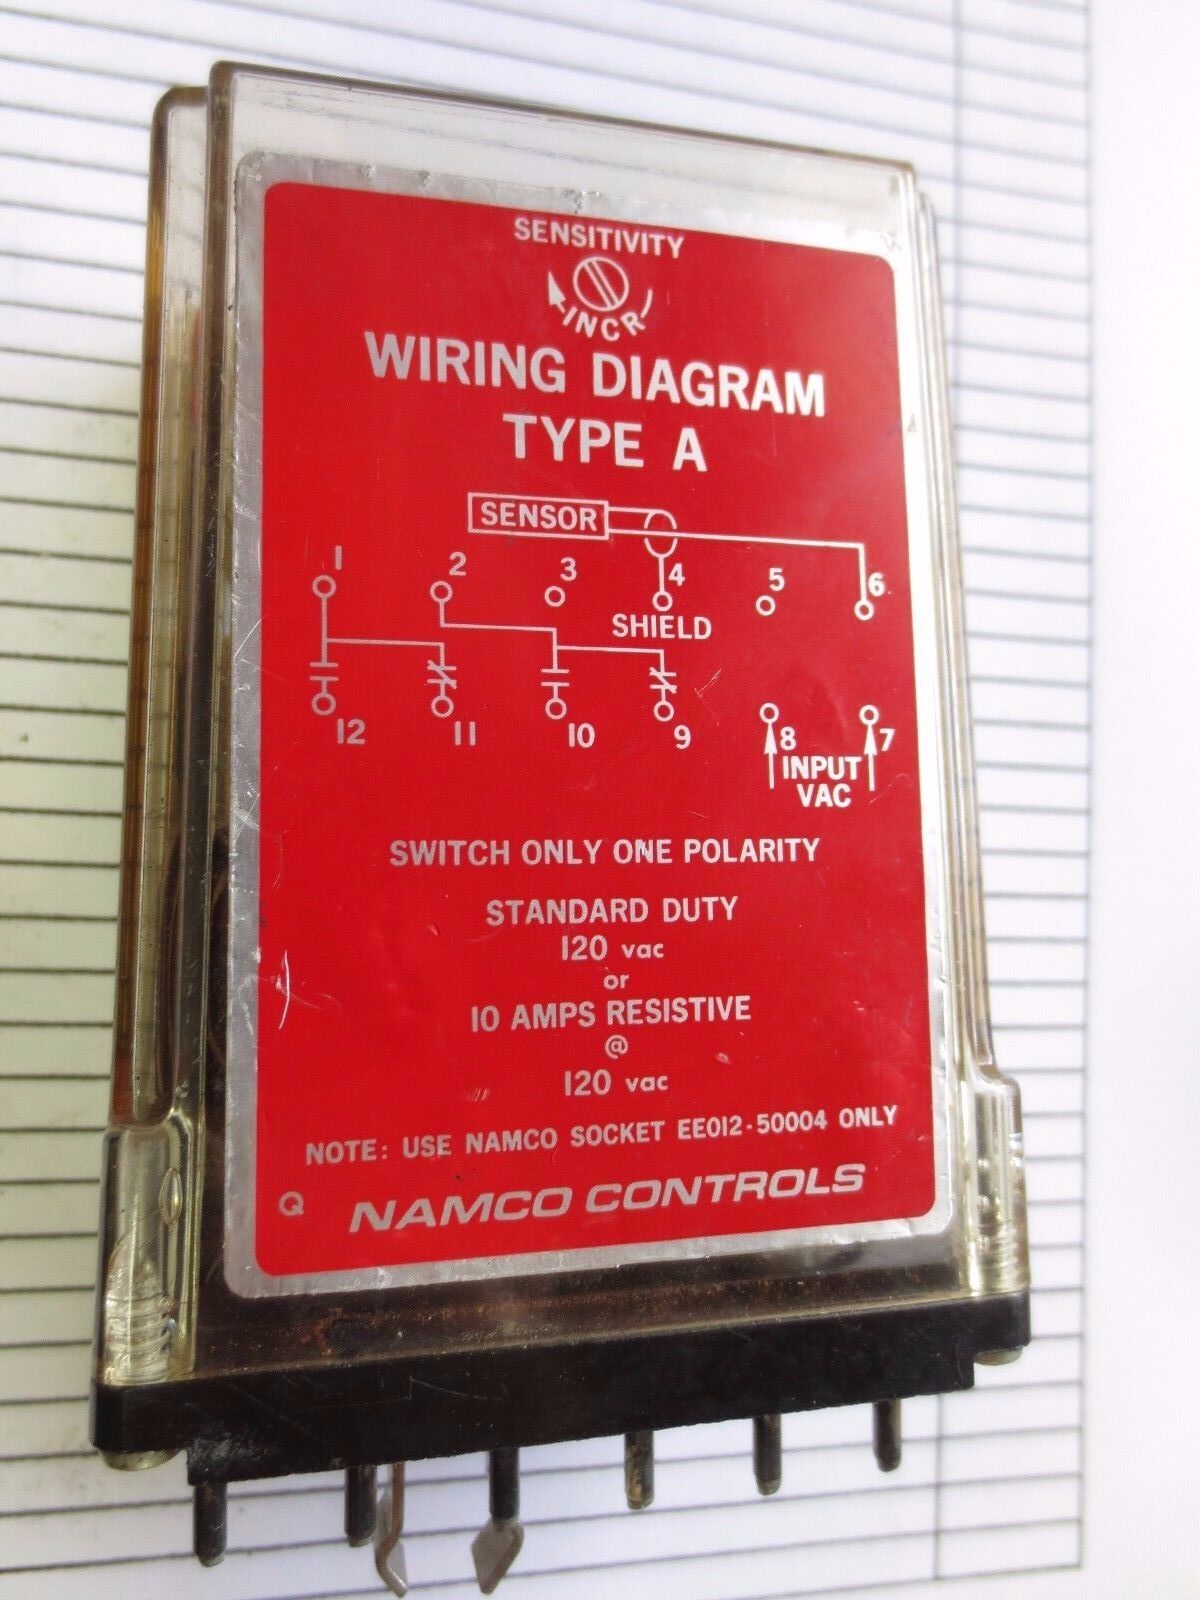 SENSITIVITY
INCR
WIRING DIAGRAM
TYPE A
SENSOR
1 2 3 4 5 6
SHIELD
12 11 10 9 8 7
INPUT
VAC
SWITCH ONLY ONE POLARITY
STANDARD DUTY
120 vac
or
10 AMPS RESISTIVE
@
120 vac
NOTE: USE NAMCO SOCKET EE012-50004 ONLY
Q NAMCO CONTROLS